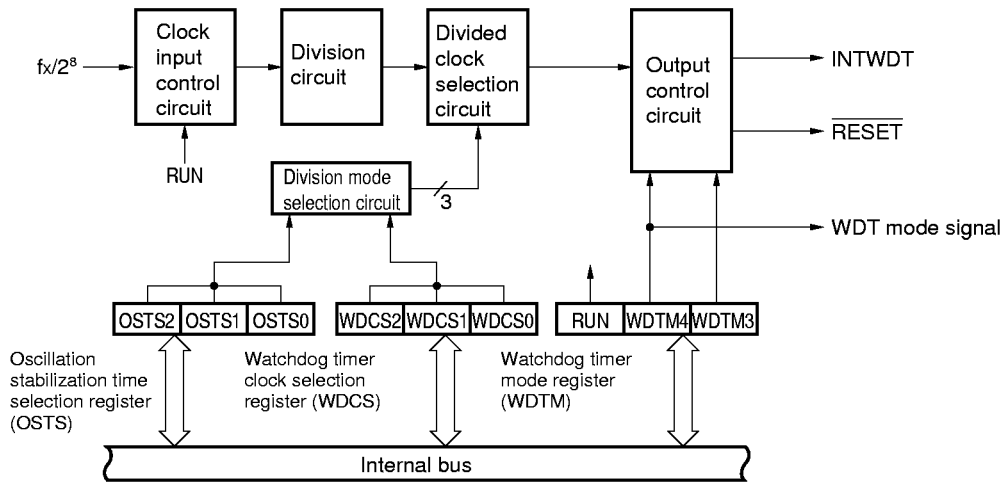 Clock
input
control
circuit
Division
circuit
Divided
clock
selection
circuit
Output
control
circuit
fx/2⁸
INTWDT
RESET
RUN
Division mode
selection circuit
3
WDT mode signal
OSTS2 OSTS1 OSTS0
WDCS2 WDCS1 WDCS0
RUN WDTM4 WDTM3
Oscillation
stabilization time
selection register
(OSTS)
Watchdog timer
clock selection
register (WDCS)
Watchdog timer
mode register
(WDTM)
Internal bus